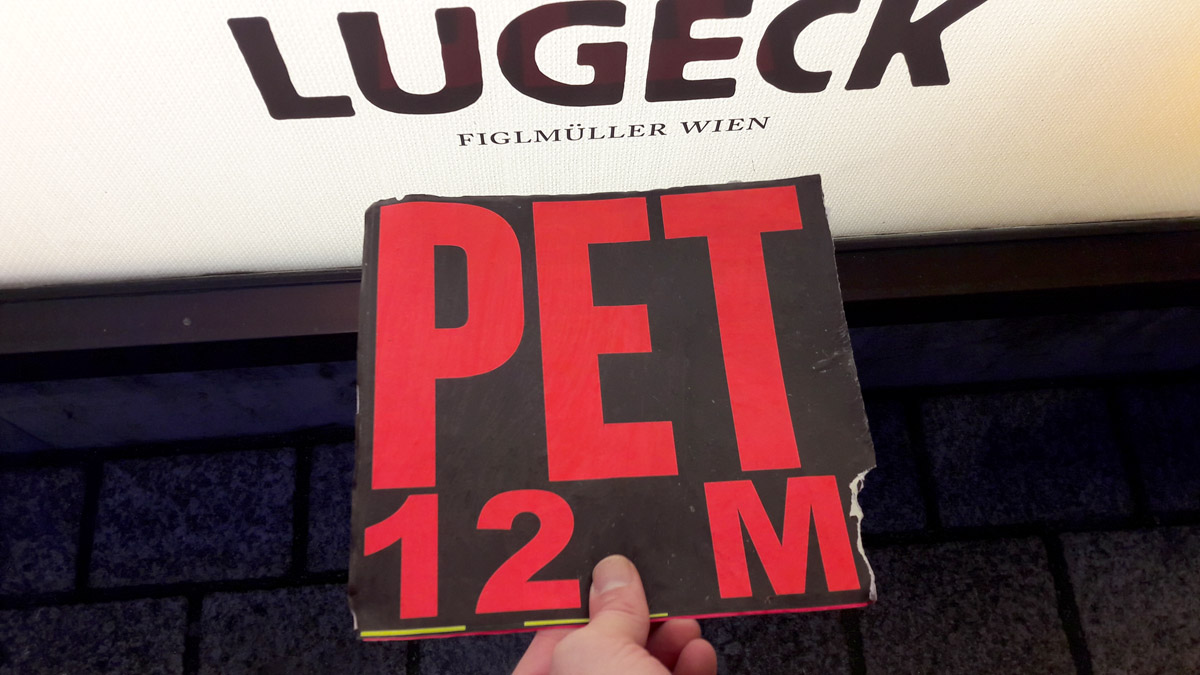 LUGECK
FIGLMÜLLER WIEN
PET
12 M